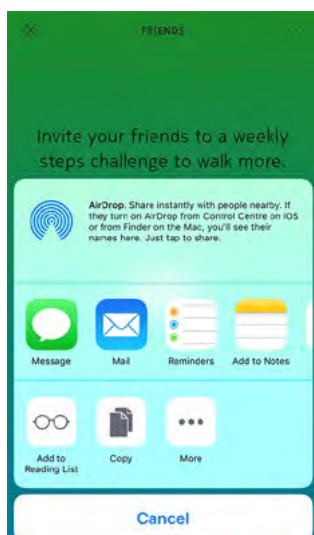 FRIENDS
Invite your friends to a weekly
steps challenge to walk more.
AirDrop. Share instantly with people nearby. If
they turn on AirDrop from Control Centre on iOS
or from Finder on the Mac, you'll see their
names here. Just tap to share.
Message
Mail
Reminders
Add to Notes
Add to
Reading List
Copy
More
Cancel